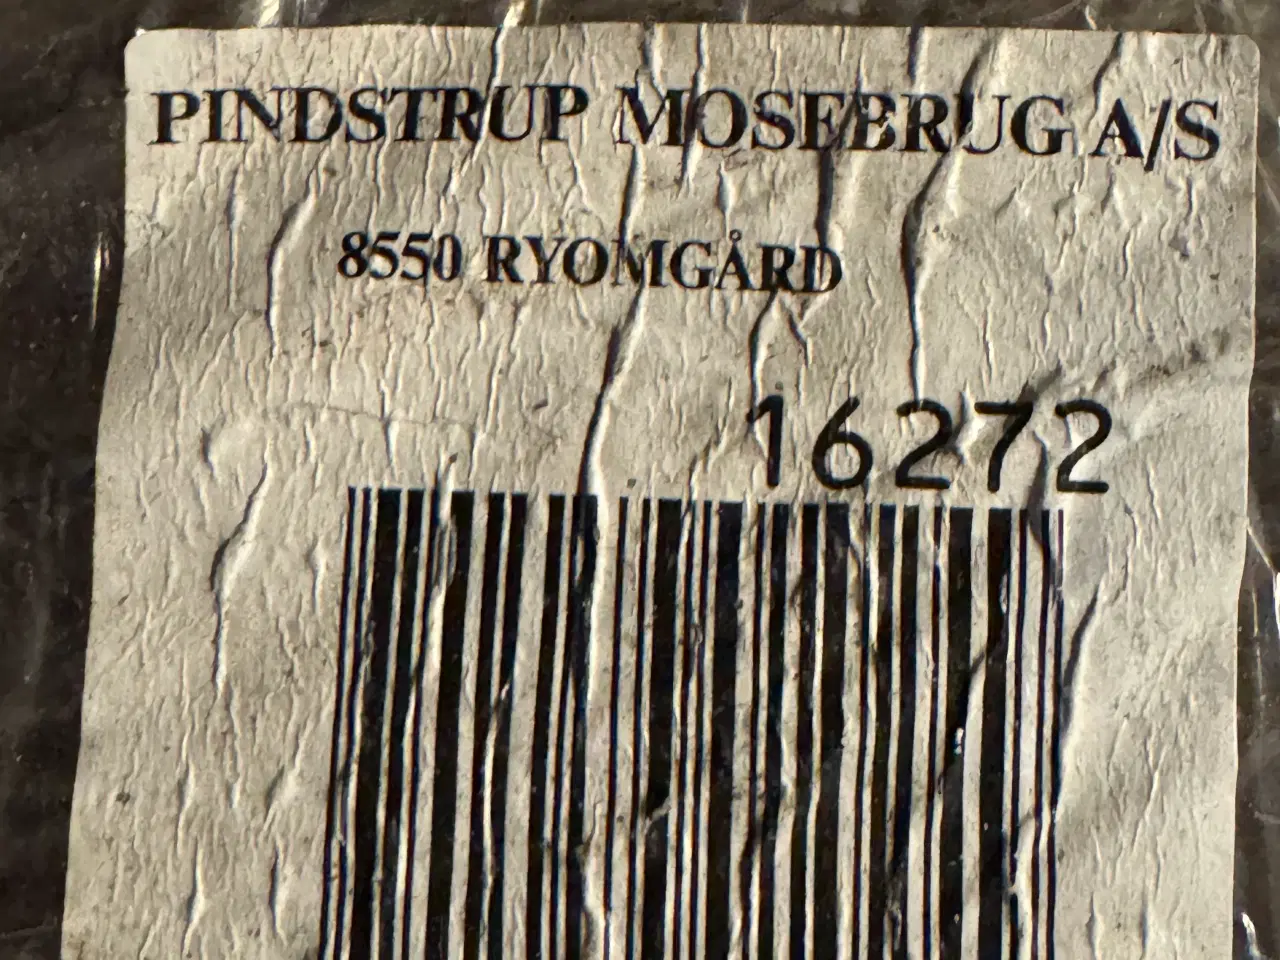 PINDSTRUP MOSEBRUG A/S
8550 RYOMGÅRD
16272